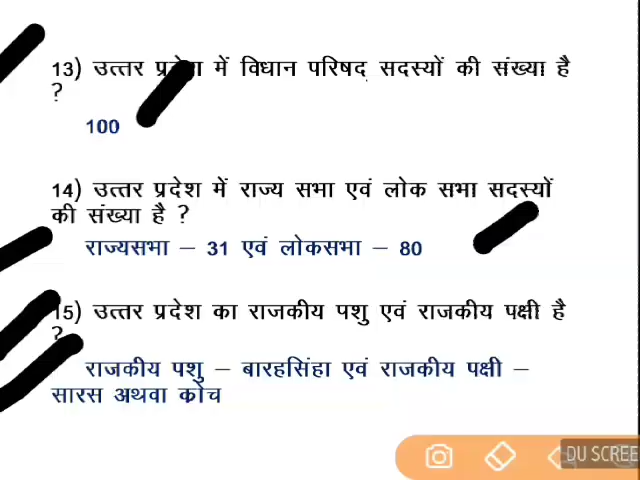 13) उत्तर प्रदेश में विधान परिषद सदस्यों की संख्या है
?
100
14) उत्तर प्रदेश में राज्य सभा एवं लोक सभा सदस्यों
की संख्या है ?
राज्यसभा – 31 एवं लोकसभा – 80
15) उत्तर प्रदेश का राजकीय पशु एवं राजकीय पक्षी है
?
राजकीय पशु – बारहसिंहा एवं राजकीय पक्षी –
सारस अथवा क्रोच
DU SCREE